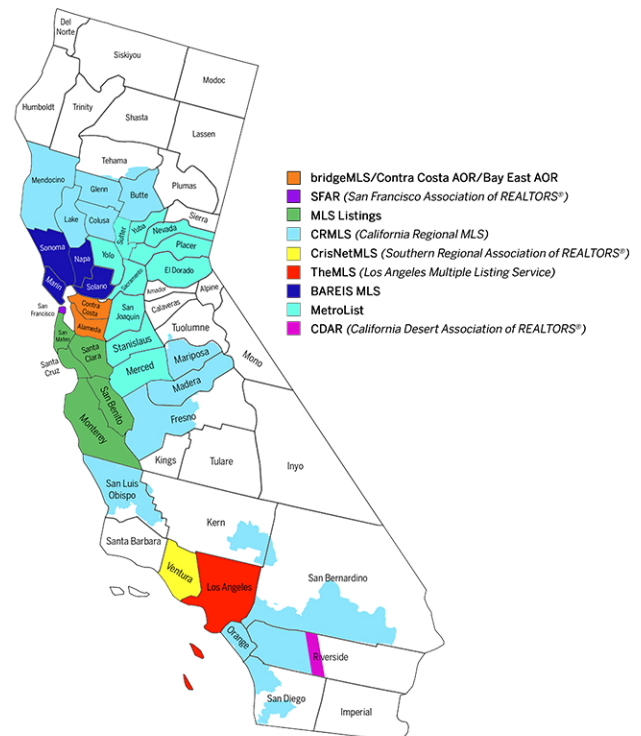 Del
Norte
Siskiyou
Modoc
Humboldt
Trinity
Shasta
Lassen
Tehama
Plumas
Mendocino
Glenn
Butte
Sierra
Lake
Colusa
Sutter
Yuba
Nevada
Placer
Sonoma
Napa
Yolo
Sacramento
El Dorado
Marin
Solano
Amador
Alpine
San
Francisco
Contra
Costa
San
Joaquin
Calaveras
Alameda
Tuolumne
San
Mateo
Santa
Clara
Stanislaus
Mono
Santa
Cruz
Merced
Mariposa
Madera
San Benito
Monterey
Fresno
Kings
Tulare
Inyo
San Luis
Obispo
Kern
Santa Barbara
Ventura
Los Angeles
San Bernardino
Orange
Riverside
San Diego
Imperial
bridgeMLS/Contra Costa AOR/Bay East AOR
SFAR (San Francisco Association of REALTORS®)
MLS Listings
CRMLS (California Regional MLS)
CrisNetMLS (Southern Regional Association of REALTORS®)
TheMLS (Los Angeles Multiple Listing Service)
BAREIS MLS
MetroList
CDAR (California Desert Association of REALTORS®)